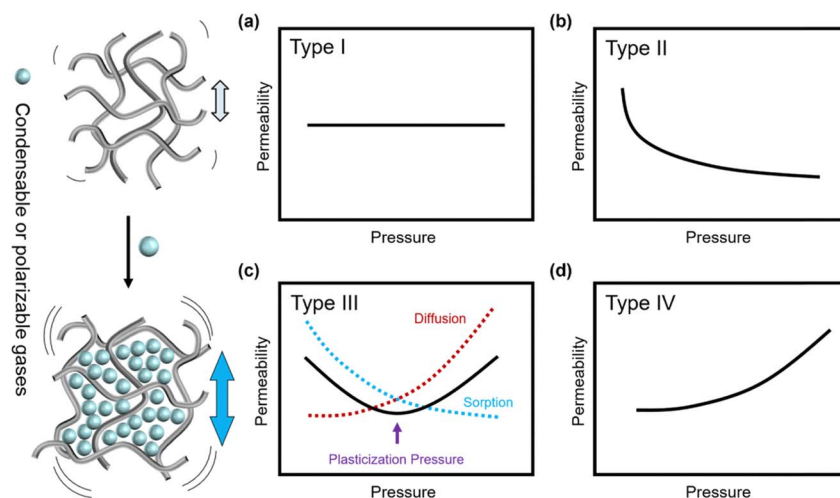 Condensable or polarizable gases
(a)
Type I
Permeability
Pressure
(b)
Type II
Permeability
Pressure
(c)
Type III
Diffusion
Sorption
Plasticization Pressure
Permeability
Pressure
(d)
Type IV
Permeability
Pressure